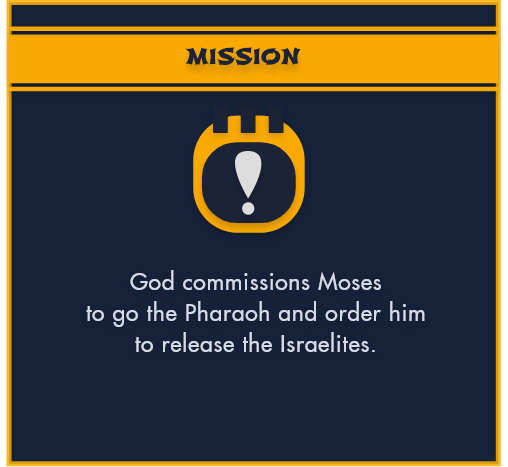 MISSION
!
God commissions Moses
to go the Pharaoh and order him
to release the Israelites.